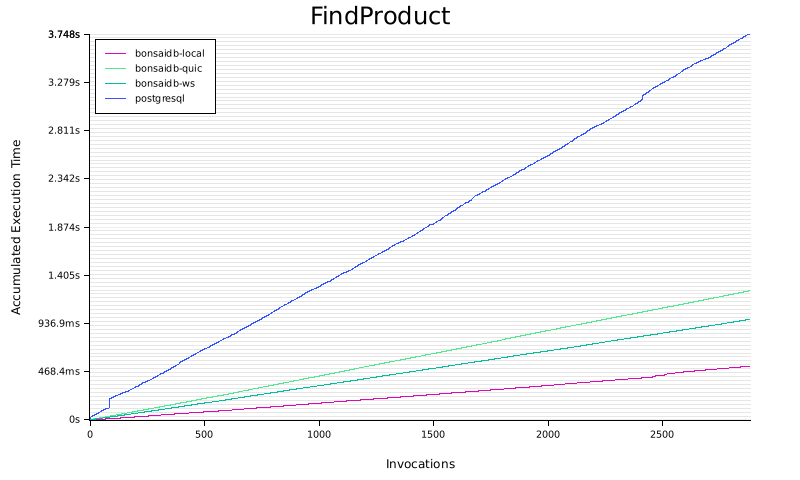 FindProduct
3.748s
3.279s
2.811s
2.342s
1.874s
1.405s
936.9ms
468.4ms
0s
bonsaidb-local
bonsaidb-quic
bonsaidb-ws
postgresql
Accumulated Execution Time
0 500 1000 1500 2000 2500
Invocations